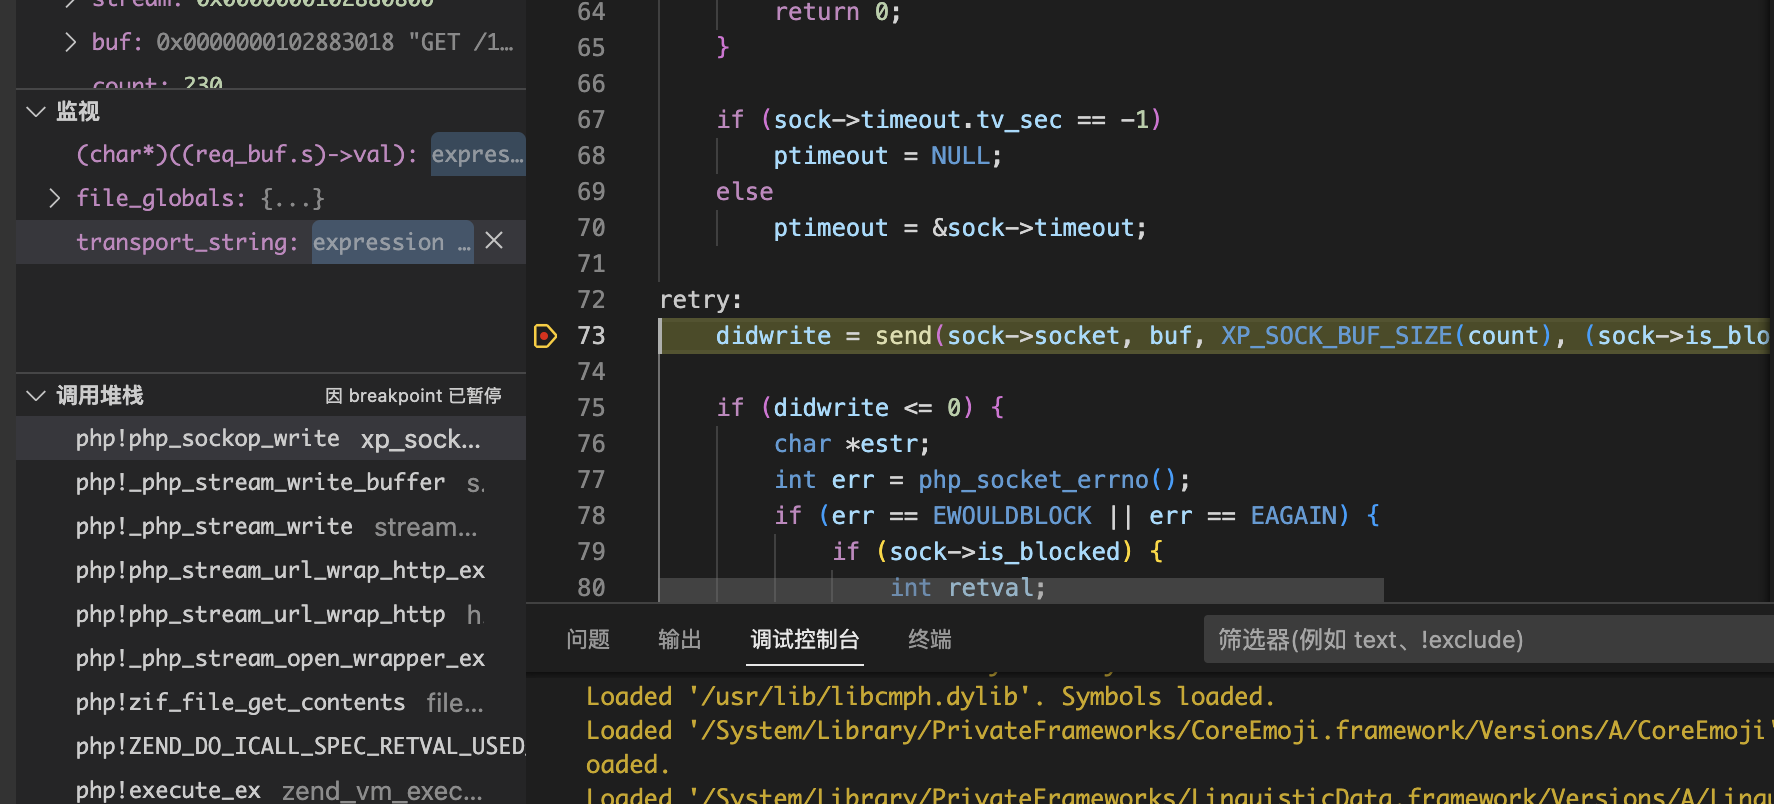 stream: 0x0000000102880800
buf: 0x0000000102883018 "GET /1…
count: 230
监视
(char*)((req_buf.s)->val): expres…
file_globals: {...}
transport_string: expression …
调用堆栈 因 breakpoint 已暂停
php!php_sockop_write xp_sock…
php!_php_stream_write_buffer s.
php!_php_stream_write stream…
php!php_stream_url_wrap_http_ex
php!php_stream_url_wrap_http h
php!_php_stream_open_wrapper_ex
php!zif_file_get_contents file…
php!ZEND_DO_ICALL_SPEC_RETVAL_USED_
php!execute_ex zend_vm_exec…
64 return 0;
65 }
66
67 if (sock->timeout.tv_sec == -1)
68 ptimeout = NULL;
69 else
70 ptimeout = &sock->timeout;
71
72 retry:
73 didwrite = send(sock->socket, buf, XP_SOCK_BUF_SIZE(count), (sock->is_blo
74
75 if (didwrite <= 0) {
76 char *estr;
77 int err = php_socket_errno();
78 if (err == EWOULDBLOCK || err == EAGAIN) {
79 if (sock->is_blocked) {
80 int retval;
问题 输出 调试控制台 终端 筛选器(例如 text、!exclude)
Loaded '/usr/lib/libcmph.dylib'. Symbols loaded.
Loaded '/System/Library/PrivateFrameworks/CoreEmoji.framework/Versions/A/CoreEmoji'
oaded.
Loaded '/System/Library/PrivateFrameworks/LinguisticData.framework/Versions/A/Lingu